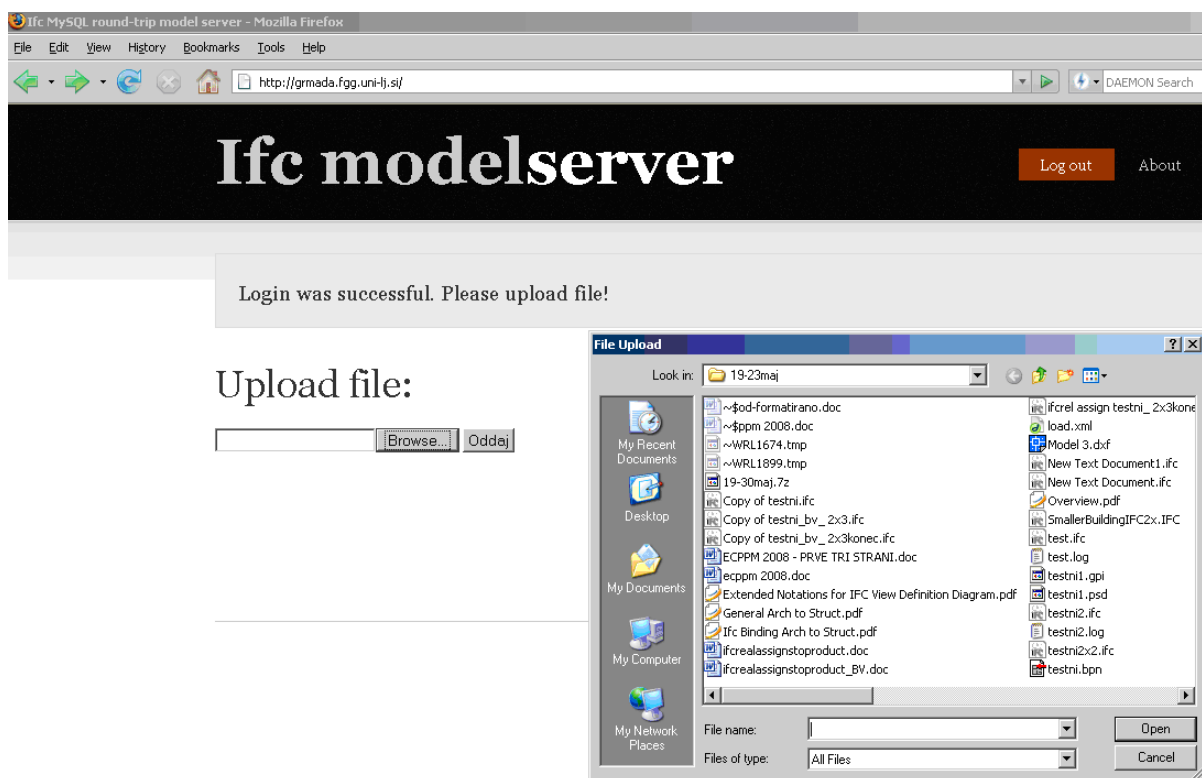 Ifc MySQL round-trip model server - Mozilla Firefox
File Edit View History Bookmarks Tools Help
http://grmada.fgg.uni-lj.si/ DAEMON Search
Ifc modelserver
Log out About
Login was successful. Please upload file!
Upload file:
Browse... Oddaj
File Upload
Look in: 19-23maj
My Recent Documents
Desktop
My Documents
My Computer
My Network Places
~$od-formatirano.doc
~$ppm 2008.doc
~WRL1674.tmp
~WRL1899.tmp
19-30maj.7z
Copy of testni.ifc
Copy of testni_bv_ 2x3.ifc
Copy of testni_bv_ 2x3konec.ifc
ECPPM 2008 - PRVE TRI STRANI.doc
ecppm 2008.doc
Extended Notations for IFC View Definition Diagram.pdf
General Arch to Struct.pdf
Ifc Binding Arch to Struct.pdf
ifcrealassignstoproduct.doc
ifcrealassignstoproduct_BV.doc
ifcrel assign testni_ 2x3kone
load.xml
Model 3.dxf
New Text Document1.ifc
New Text Document.ifc
Overview.pdf
SmallerBuildingIFC2x.IFC
test.ifc
test.log
testni1.gpi
testni1.psd
testni2.ifc
testni2.log
testni2x2.ifc
testni.bpn
File name: Open
Files of type: All Files Cancel